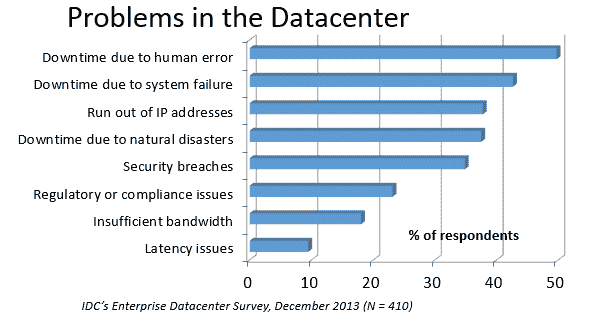 Problems in the Datacenter
Downtime due to human error
Downtime due to system failure
Run out of IP addresses
Downtime due to natural disasters
Security breaches
Regulatory or compliance issues
Insufficient bandwidth
Latency issues
% of respondents
0 10 20 30 40 50
IDC's Enterprise Datacenter Survey, December 2013 (N = 410)